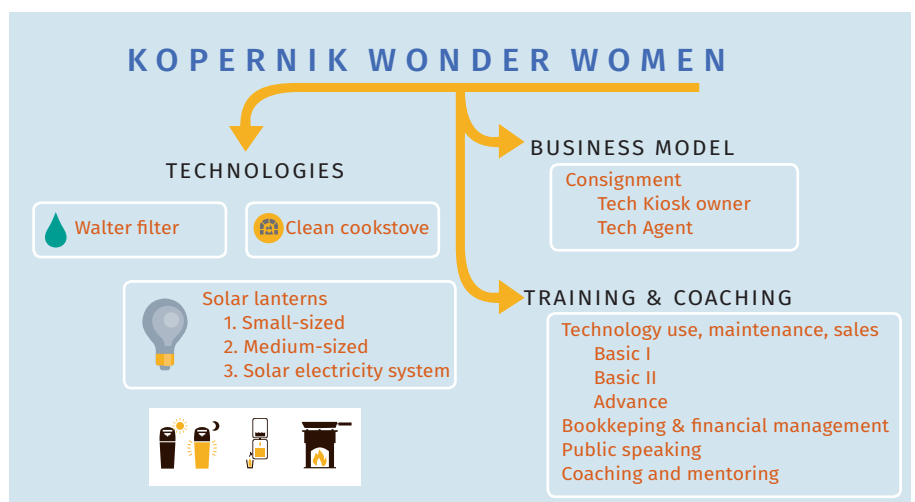 KOPERNIK WONDER WOMEN
TECHNOLOGIES
Walter filter
Clean cookstove
Solar lanterns
1. Small-sized
2. Medium-sized
3. Solar electricity system
BUSINESS MODEL
Consignment
Tech Kiosk owner
Tech Agent
TRAINING & COACHING
Technology use, maintenance, sales
Basic I
Basic II
Advance
Bookkeping & financial management
Public speaking
Coaching and mentoring